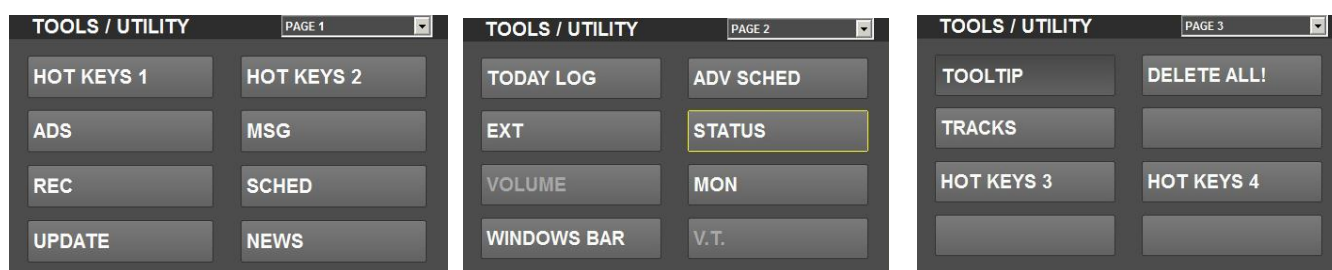 TOOLS / UTILITY PAGE 1
HOT KEYS 1 HOT KEYS 2
ADS MSG
REC SCHED
UPDATE NEWS
TOOLS / UTILITY PAGE 2
TODAY LOG ADV SCHED
EXT STATUS
VOLUME MON
WINDOWS BAR V.T.
TOOLS / UTILITY PAGE 3
TOOLTIP DELETE ALL!
TRACKS
HOT KEYS 3 HOT KEYS 4